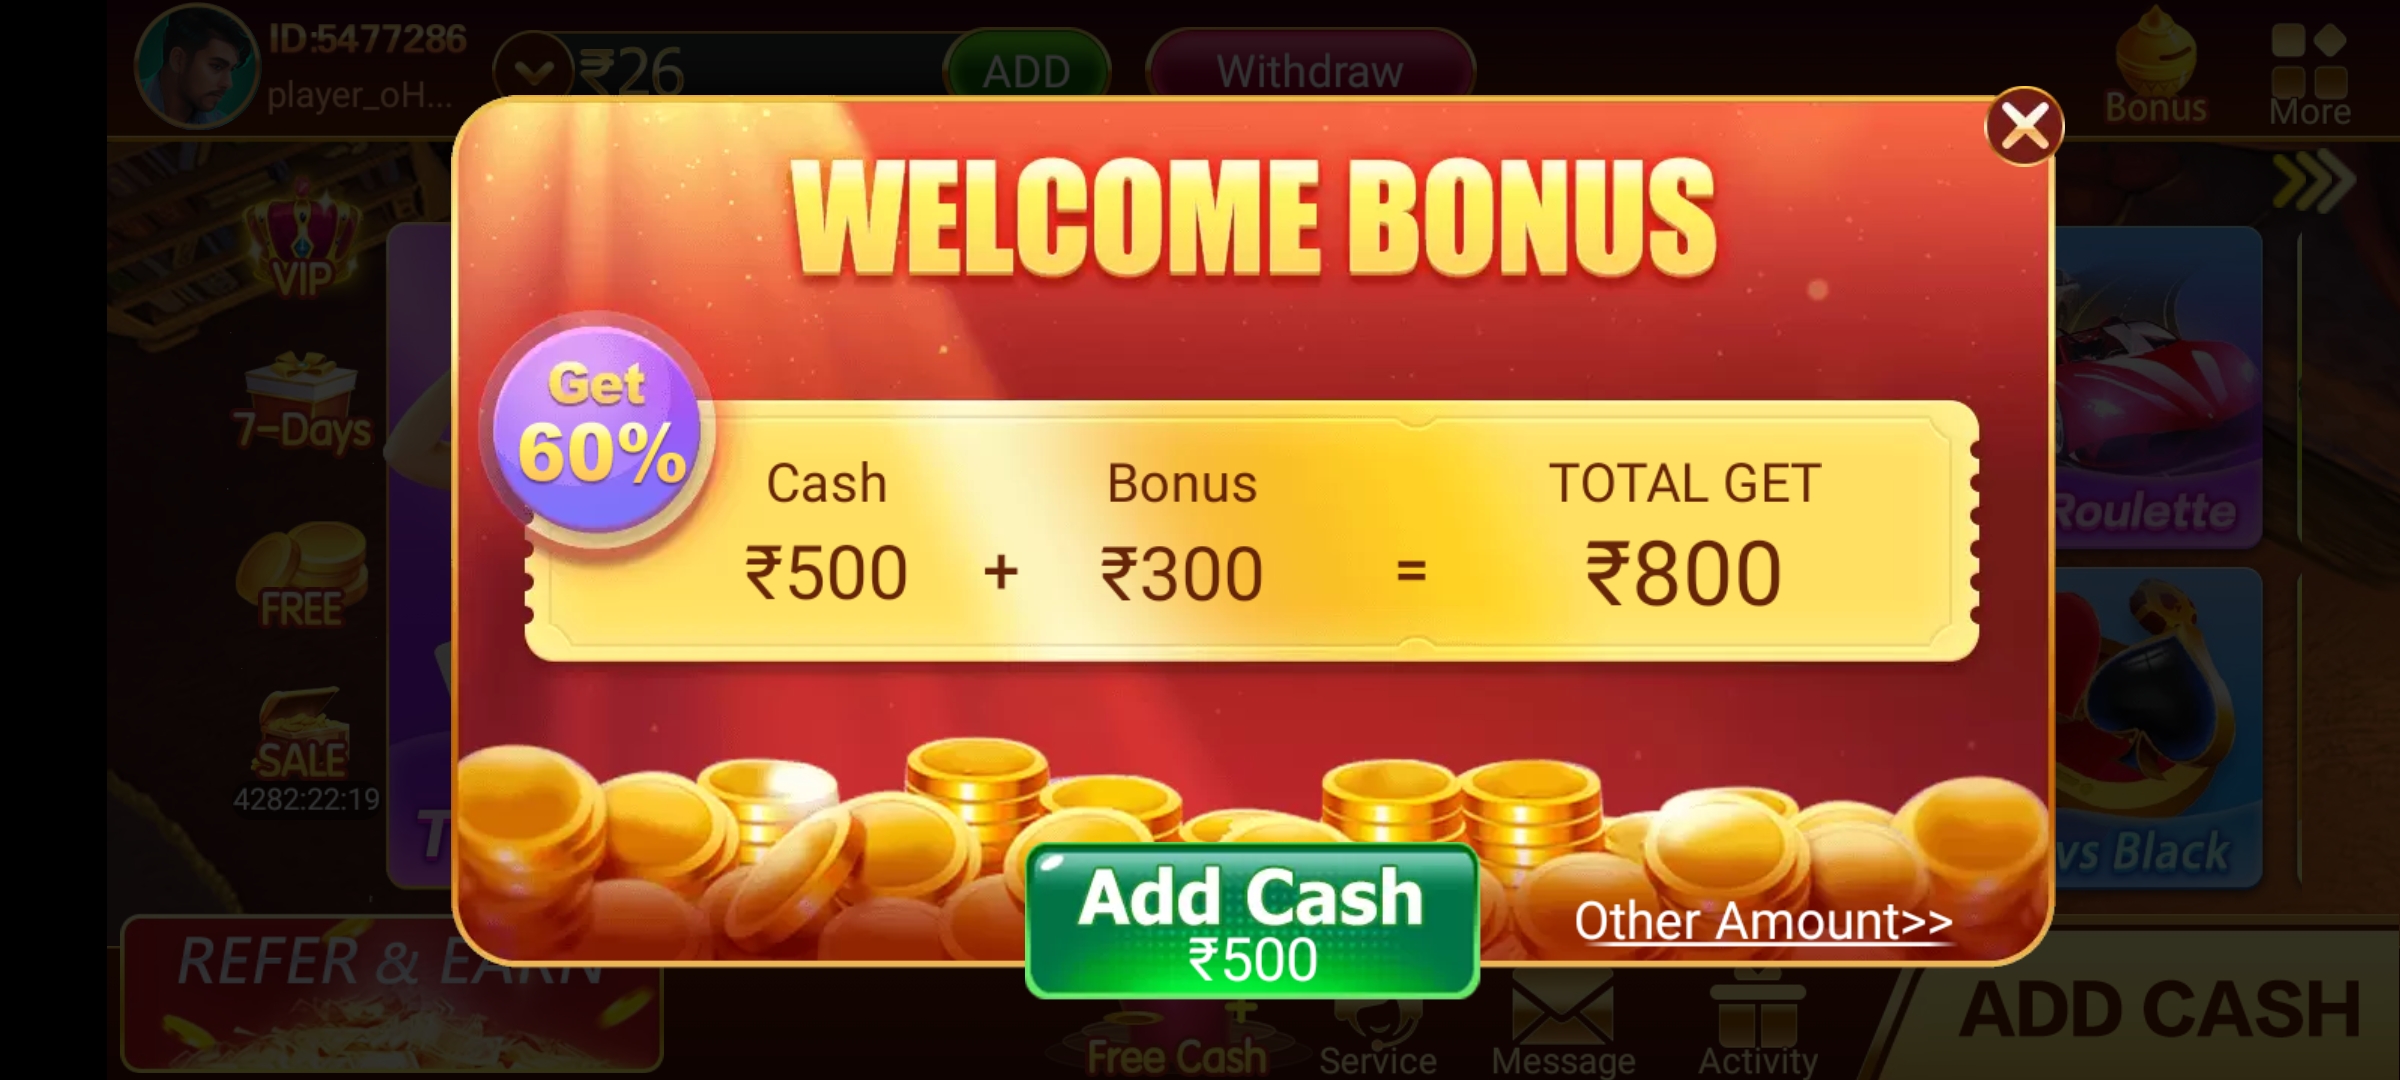 ID:5477286
player_oH...
₹26
ADD
Withdraw
Bonus
More
WELCOME BONUS
VIP
7-Days
FREE
SALE
4282:22:19
Get
60%
Cash
Bonus
TOTAL GET
₹500
+
₹300
=
₹800
Roulette
vs Black
T
Add Cash
₹500
Other Amount>>
REFER & EARN
Free Cash
Service
Message
Activity
ADD CASH